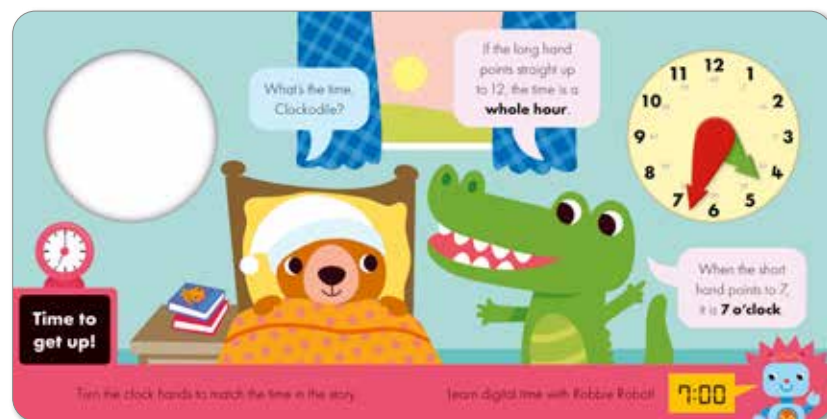 What's the time,
Clockodile?
If the long hand
points straight up
to 12, the time is a
whole hour.
11 12 1
10 2
9 3
8 4
7 6 5
When the short
hand points to 7,
it is 7 o'clock.
Time to
get up!
Turn the clock hands to match the time in the story.
Learn digital time with Robbie Robot!
7:00